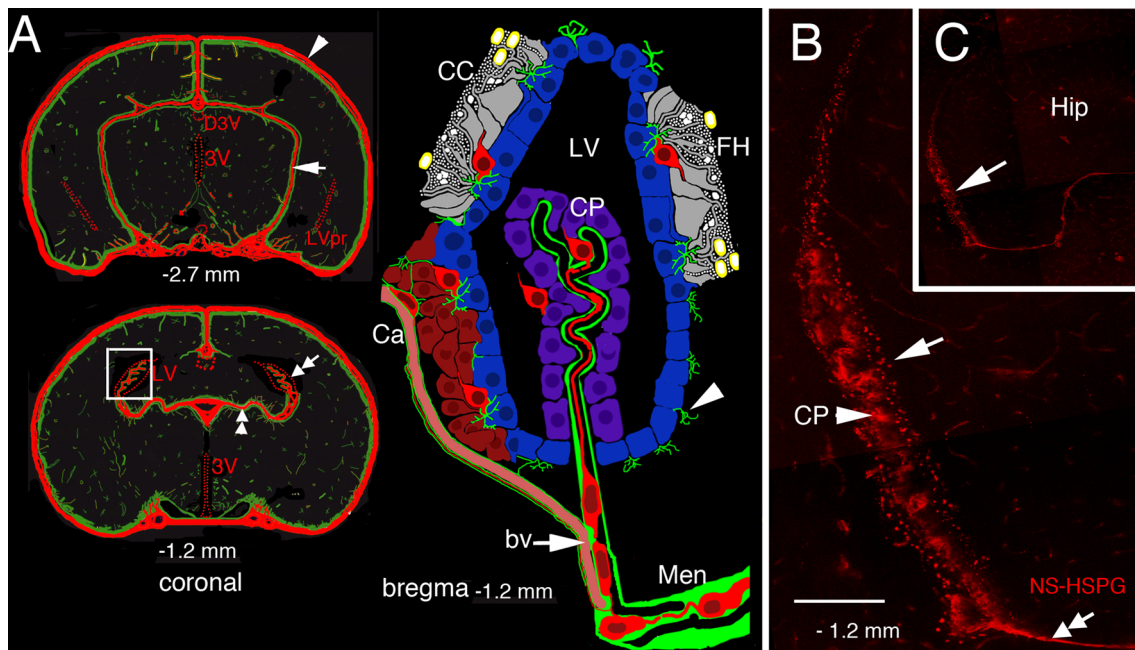 A
D3V
3V
LVpr
-2.7 mm
LV
3V
-1.2 mm
coronal
CC
LV
FH
CP
Ca
bv
Men
bregma -1.2 mm
B
CP
NS-HSPG
- 1.2 mm
C
Hip